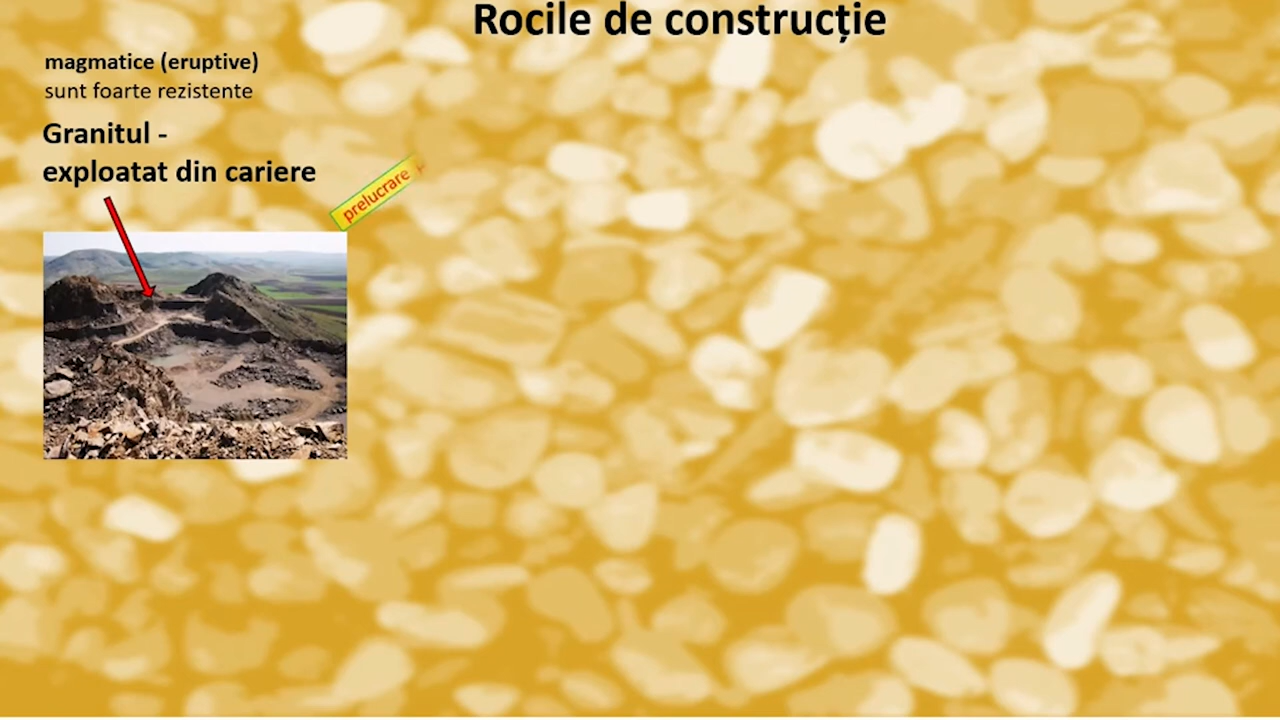 Rocile de construcție
magmatice (eruptive)
sunt foarte rezistente
Granitul -
exploatat din cariere
prelucrare